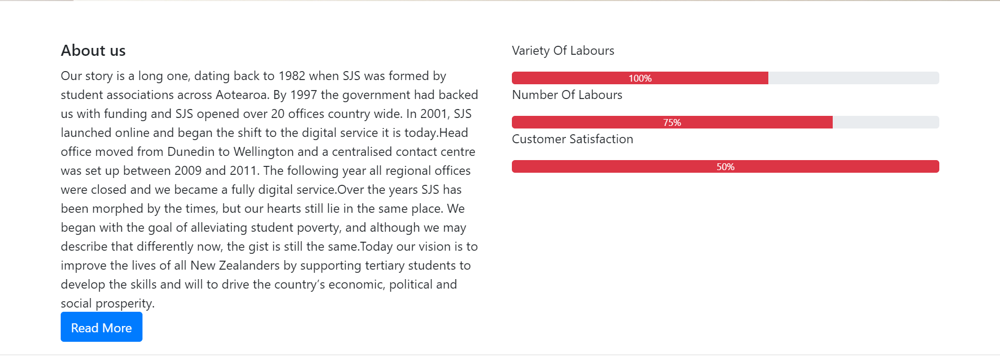 About us
Our story is a long one, dating back to 1982 when SJS was formed by
student associations across Aotearoa. By 1997 the government had backed
us with funding and SJS opened over 20 offices country wide. In 2001, SJS
launched online and began the shift to the digital service it is today.Head
office moved from Dunedin to Wellington and a centralised contact centre
was set up between 2009 and 2011. The following year all regional offices
were closed and we became a fully digital service.Over the years SJS has
been morphed by the times, but our hearts still lie in the same place. We
began with the goal of alleviating student poverty, and although we may
describe that differently now, the gist is still the same.Today our vision is to
improve the lives of all New Zealanders by supporting tertiary students to
develop the skills and will to drive the country’s economic, political and
social prosperity.
Read More
Variety Of Labours
100%
Number Of Labours
75%
Customer Satisfaction
50%